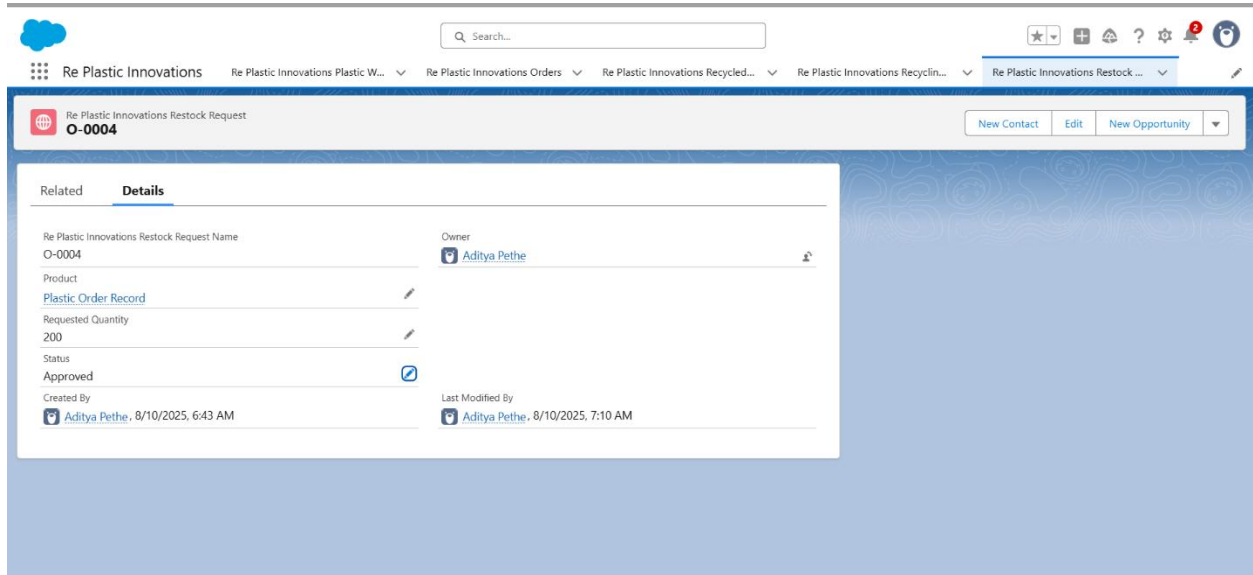 Search...
2
Re Plastic Innovations
Re Plastic Innovations Plastic W...
Re Plastic Innovations Orders
Re Plastic Innovations Recycled...
Re Plastic Innovations Recyclin...
Re Plastic Innovations Restock ...
Re Plastic Innovations Restock Request
O-0004
New Contact
Edit
New Opportunity
Related
Details
Re Plastic Innovations Restock Request Name
O-0004
Owner
Aditya Pethe
Product
Plastic Order Record
Requested Quantity
200
Status
Approved
Created By
Aditya Pethe, 8/10/2025, 6:43 AM
Last Modified By
Aditya Pethe, 8/10/2025, 7:10 AM